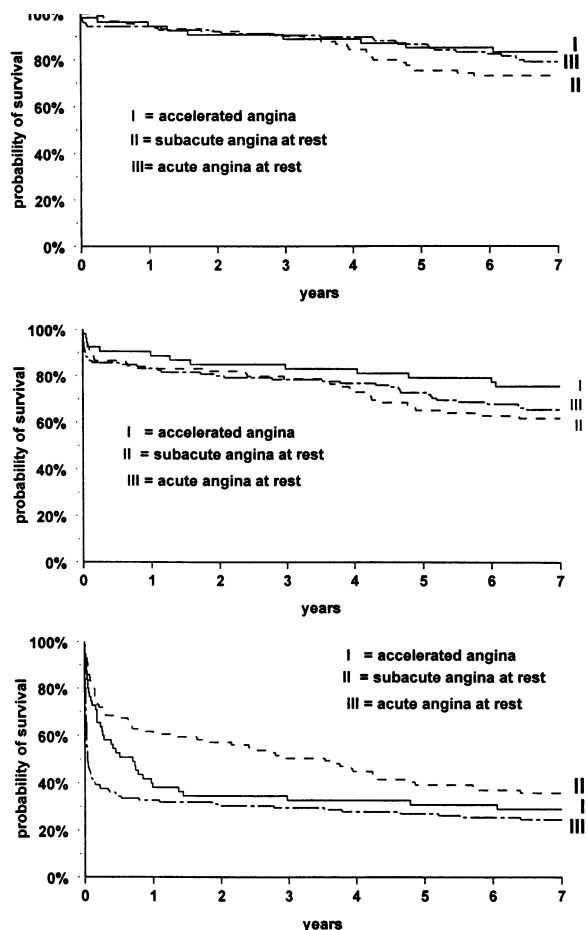 80%
60%
40%
20%
0%
probability of survival
I = accelerated angina
II = subacute angina at rest
III= acute angina at rest
I
III
II
0 1 2 3 4 5 6 7
years
100%
80%
60%
40%
20%
0%
probability of survival
I = accelerated angina
II = subacute angina at rest
III = acute angina at rest
I
III
II
0 1 2 3 4 5 6 7
years
100%
80%
60%
40%
20%
0%
probability of survival
I = accelerated angina
II = subacute angina at rest
III = acute angina at rest
II
I
III
0 1 2 3 4 5 6 7
years